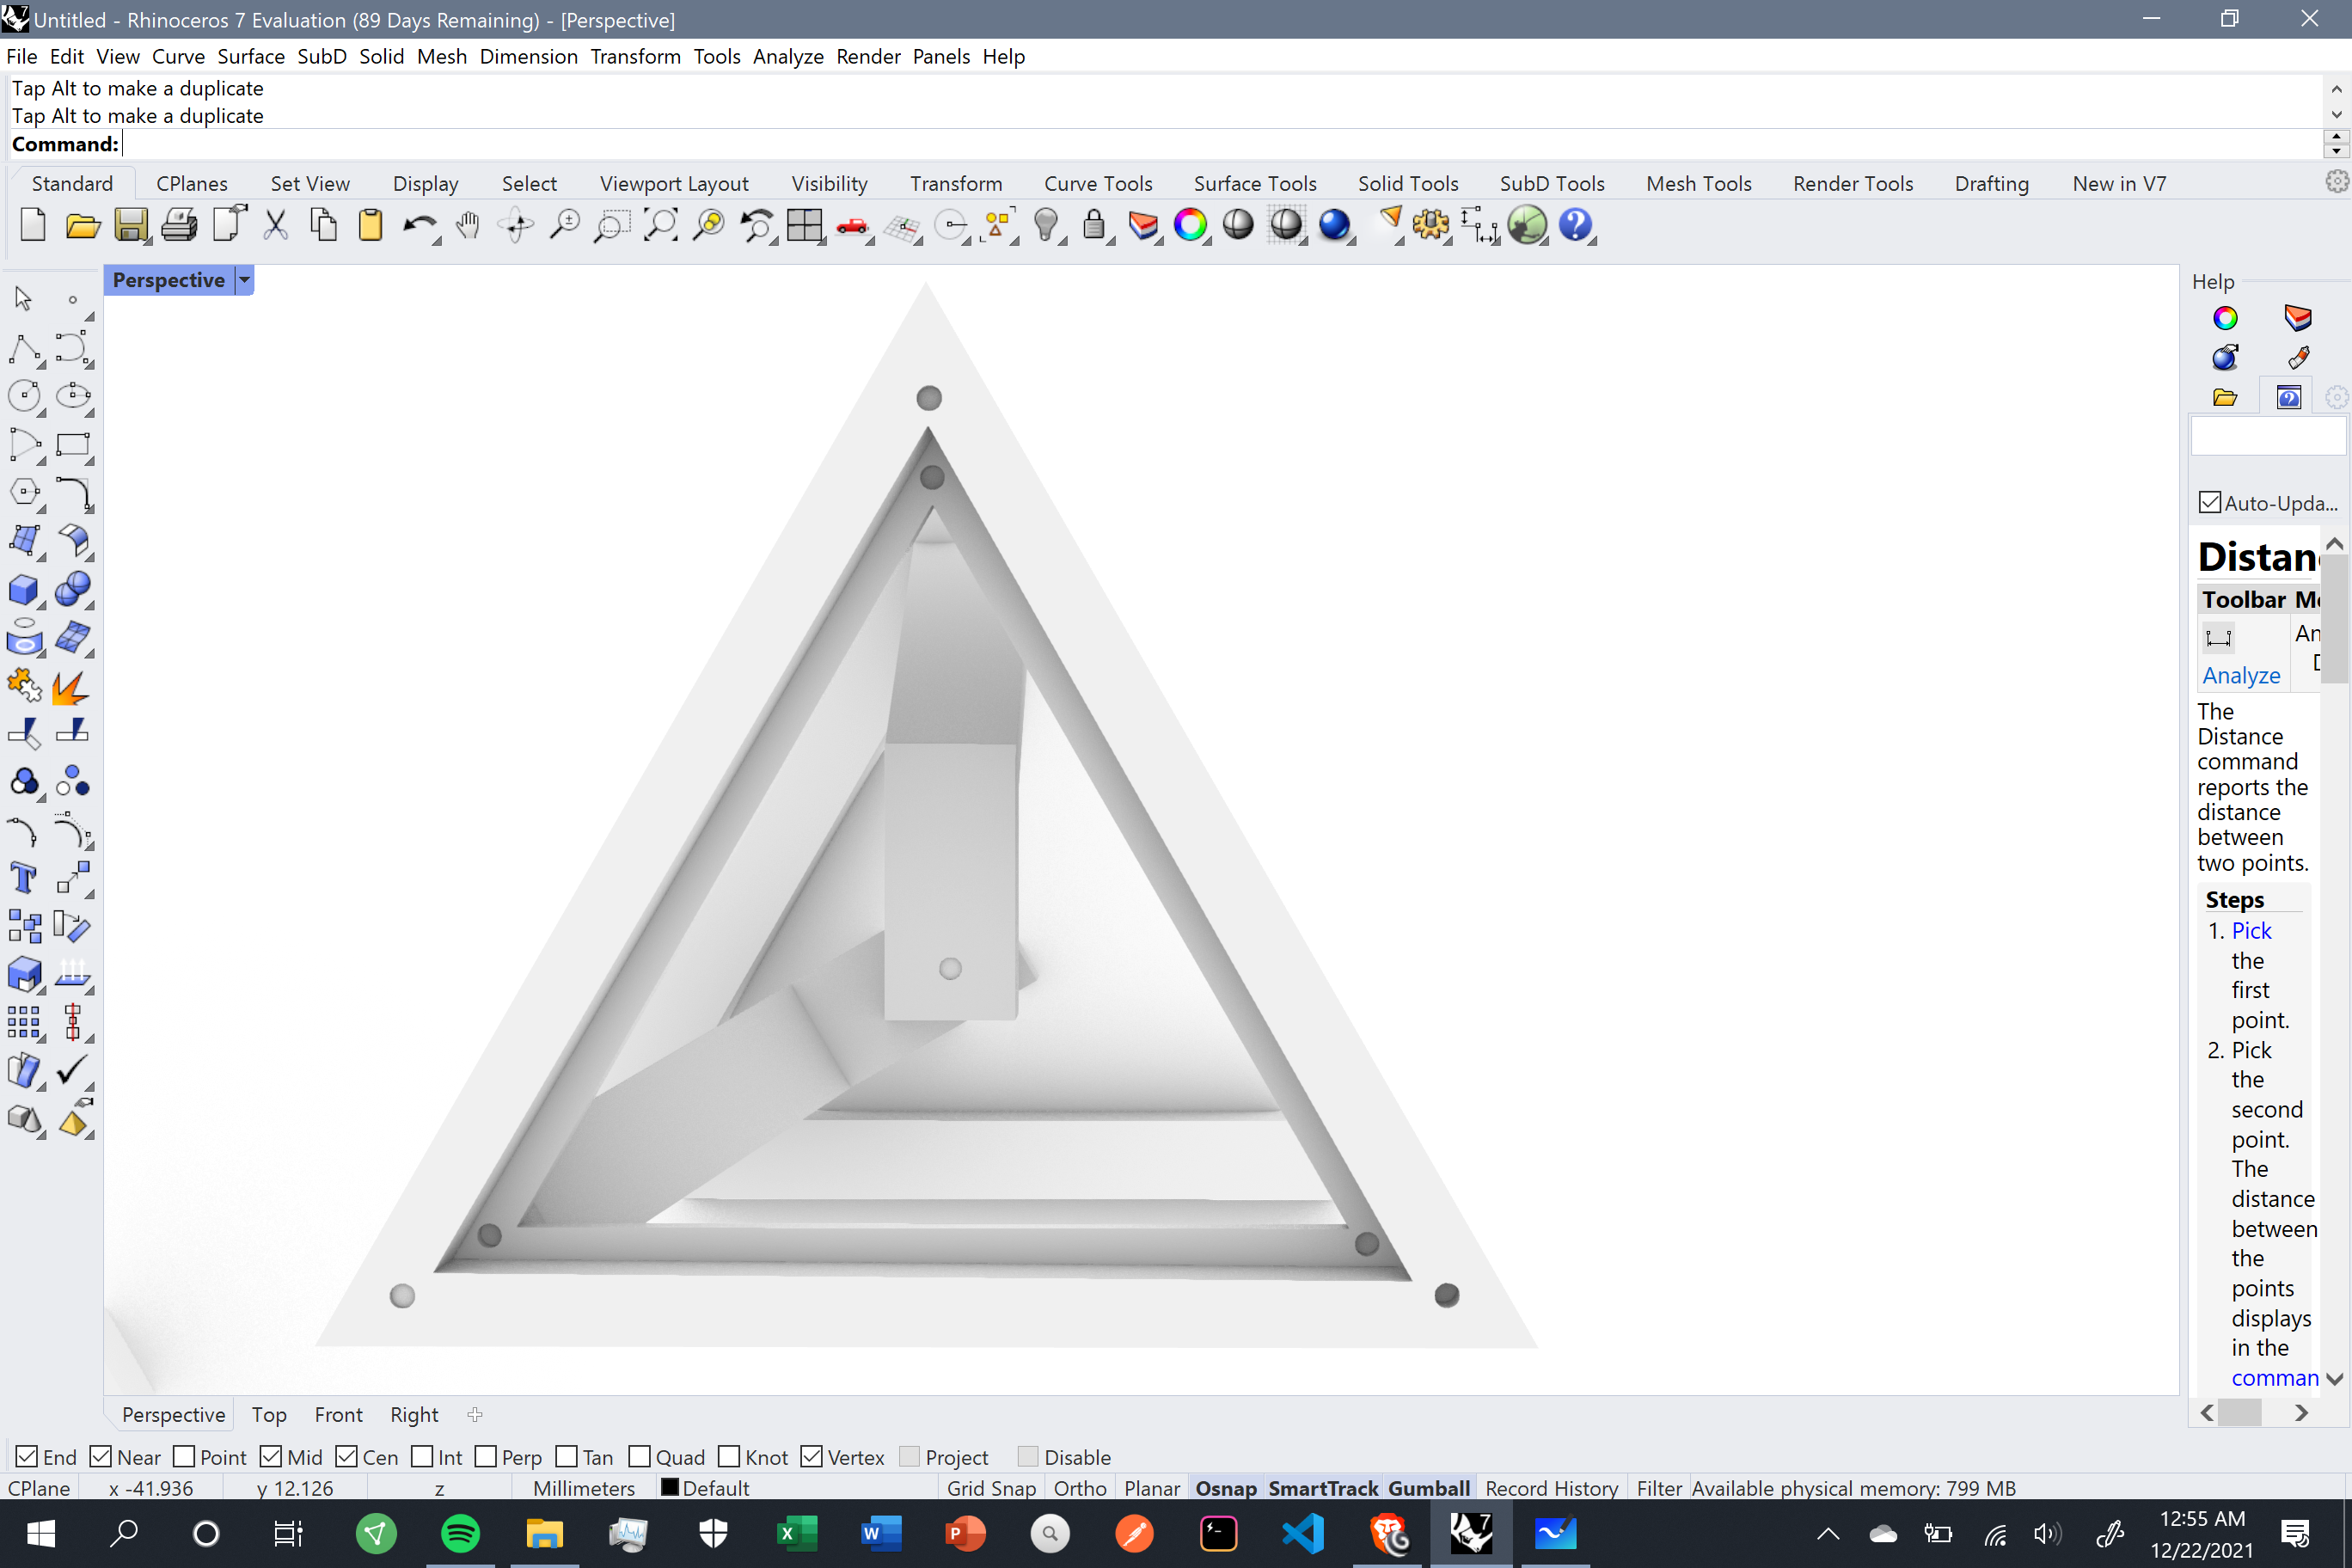 Untitled - Rhinoceros 7 Evaluation (89 Days Remaining) - [Perspective]
File Edit View Curve Surface SubD Solid Mesh Dimension Transform Tools Analyze Render Panels Help
Tap Alt to make a duplicate
Tap Alt to make a duplicate
Command:
Standard CPlanes Set View Display Select Viewport Layout Visibility Transform Curve Tools Surface Tools Solid Tools SubD Tools Mesh Tools Render Tools Drafting New in V7
Perspective
Help
Auto-Upda...
Distan
Toolbar
An
Analyze
The
Distance
command
reports the
distance
between
two points.
Steps
1. Pick
the
first
point.
2. Pick
the
second
point.
The
distance
between
the
points
displays
in the
comman
Perspective Top Front Right
End Near Point Mid Cen Int Perp Tan Quad Knot Vertex Project Disable
CPlane x -41.936 y 12.126 z Millimeters Default Grid Snap Ortho Planar Osnap SmartTrack Gumball Record History Filter Available physical memory: 799 MB
12:55 AM
12/22/2021